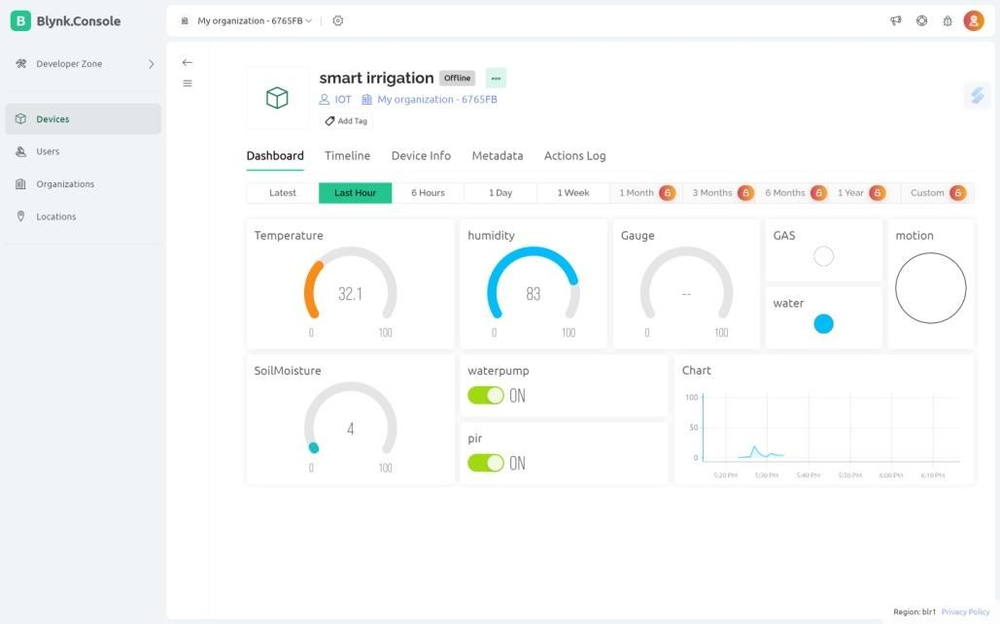 B Blynk.Console
My organization - 6765FB
Developer Zone
Devices
Users
Organizations
Locations
smart irrigation Offline
IOT My organization - 6765FB
Add Tag
Dashboard Timeline Device Info Metadata Actions Log
Latest Last Hour 6 Hours 1 Day 1 Week 1 Month 3 Months 6 Months 1 Year Custom
Temperature
32.1
0 100
humidity
83
0 100
Gauge
--
0 100
GAS
water
motion
SoilMoisture
4
0 100
waterpump
ON
pir
ON
Chart
100
50
0
5:20 PM 5:30 PM 5:40 PM 5:50 PM 6:00 PM 6:10 PM
Region: blr1 Privacy Policy